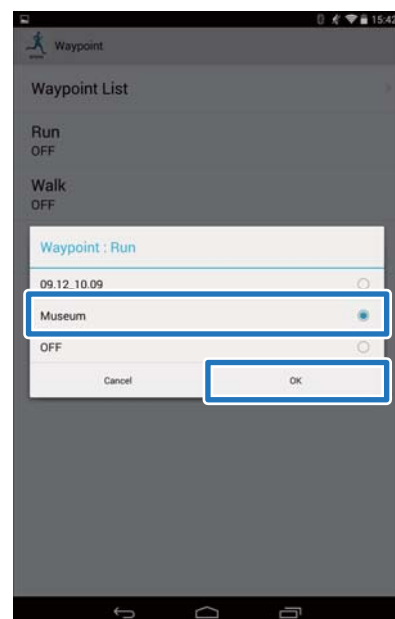 15:42
Waypoint
Waypoint List
Run
OFF
Walk
OFF
Waypoint : Run
09.12_10.09
Museum
OFF
Cancel OK